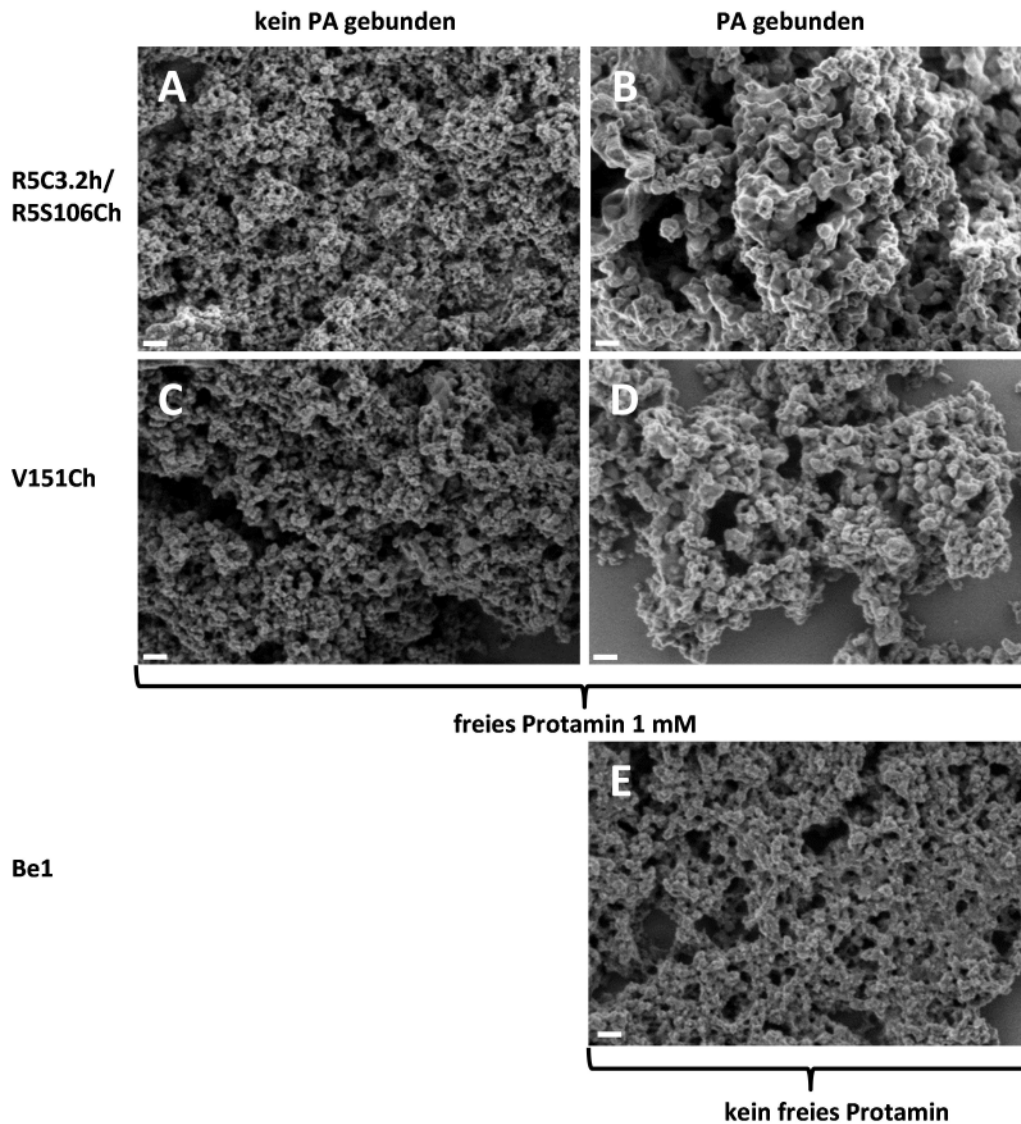 kein PA gebunden
PA gebunden
A
B
R5C3.2h/
R5S106Ch
C
D
V151Ch
freies Protamin 1 mM
E
Be1
kein freies Protamin